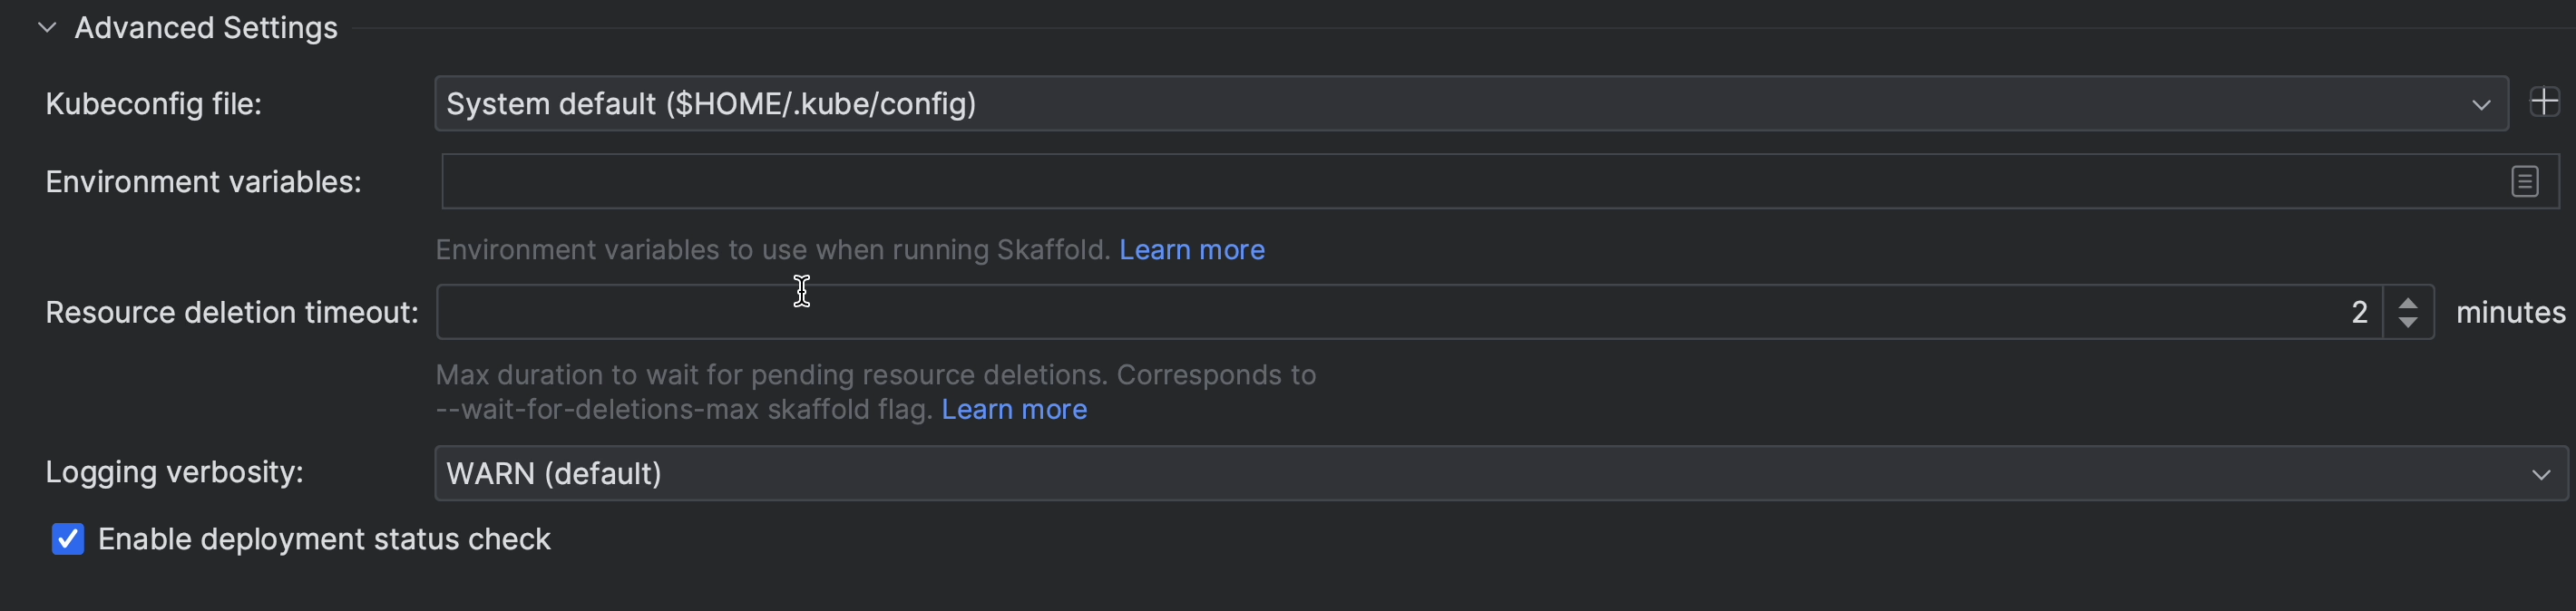 Advanced Settings
Kubeconfig file: System default ($HOME/.kube/config)
Environment variables:
Environment variables to use when running Skaffold. Learn more
Resource deletion timeout: 2 minutes
Max duration to wait for pending resource deletions. Corresponds to
--wait-for-deletions-max skaffold flag. Learn more
Logging verbosity: WARN (default)
Enable deployment status check